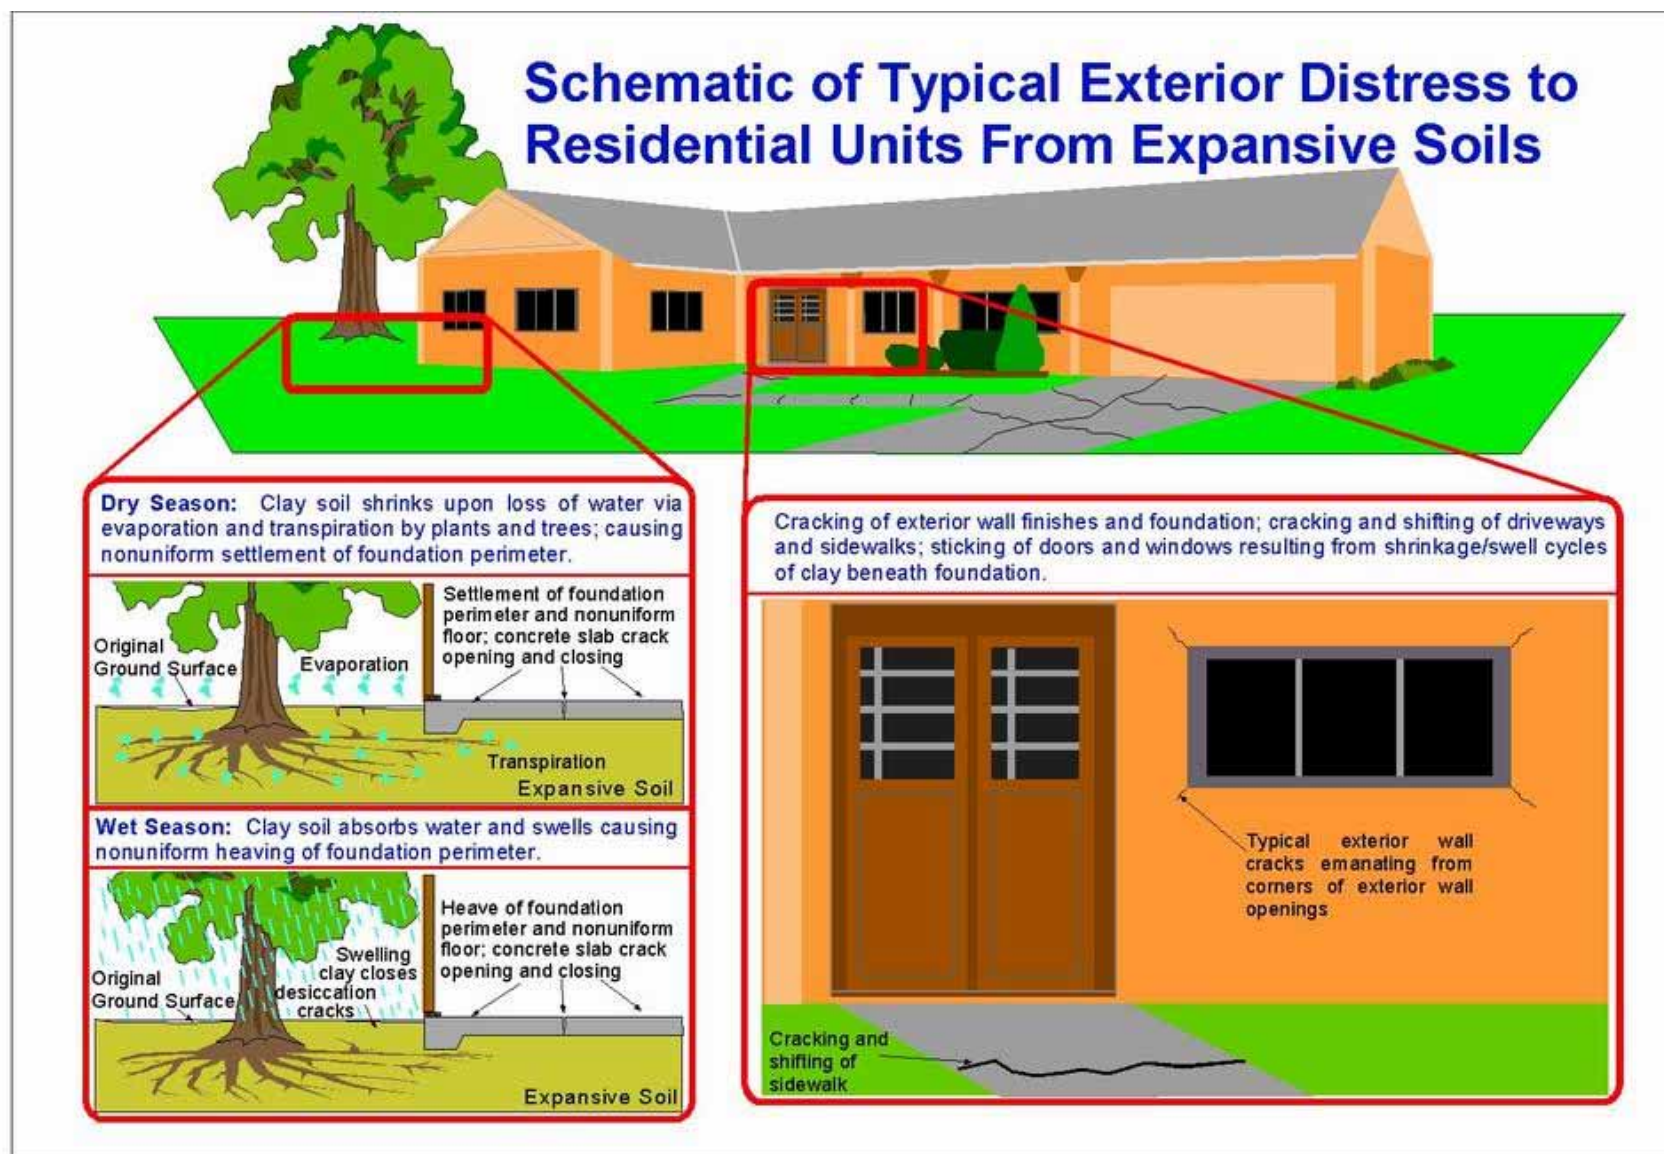 Schematic of Typical Exterior Distress to
Residential Units From Expansive Soils
Dry Season: Clay soil shrinks upon loss of water via
evaporation and transpiration by plants and trees; causing
nonuniform settlement of foundation perimeter.
Original
Ground Surface
Evaporation
Settlement of foundation
perimeter and nonuniform
floor; concrete slab crack
opening and closing
Transpiration
Expansive Soil
Wet Season: Clay soil absorbs water and swells causing
nonuniform heaving of foundation perimeter.
Original
Ground Surface
Swelling
clay closes
desiccation
cracks
Heave of foundation
perimeter and nonuniform
floor; concrete slab crack
opening and closing
Expansive Soil
Cracking of exterior wall finishes and foundation; cracking and shifting of driveways
and sidewalks; sticking of doors and windows resulting from shrinkage/swell cycles
of clay beneath foundation.
Typical exterior wall
cracks emanating from
corners of exterior wall
openings
Cracking and
shifting of
sidewalk